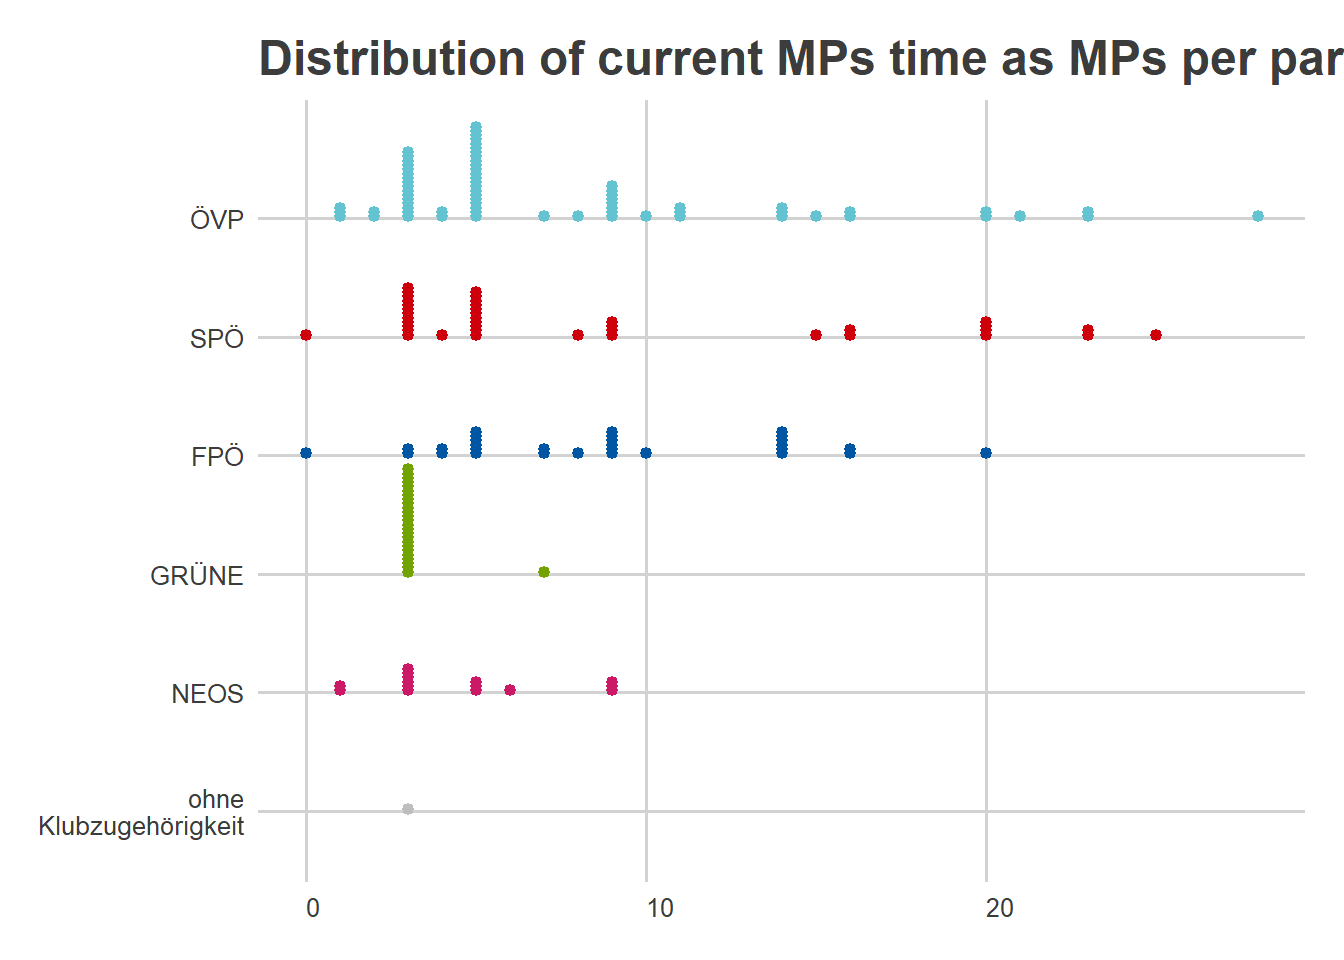 Distribution of current MPs time as MPs per par
ÖVP
SPÖ
FPÖ
GRÜNE
NEOS
ohne
Klubzugehörigkeit
0
10
20